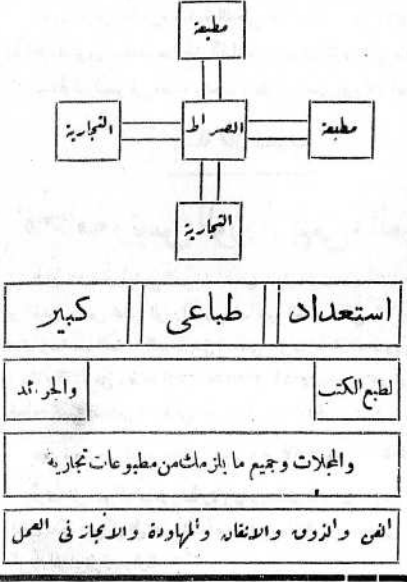 مطبعة
مطبعة الصراط التجارية
التجارية
استعداد طباعى كبير
لطبع الكتب والجرائد
والمجلات وجميع ما يلزمك من مطبوعات تجارية
الفن والذوق والاتقان والمهاودة والانجاز فى العمل